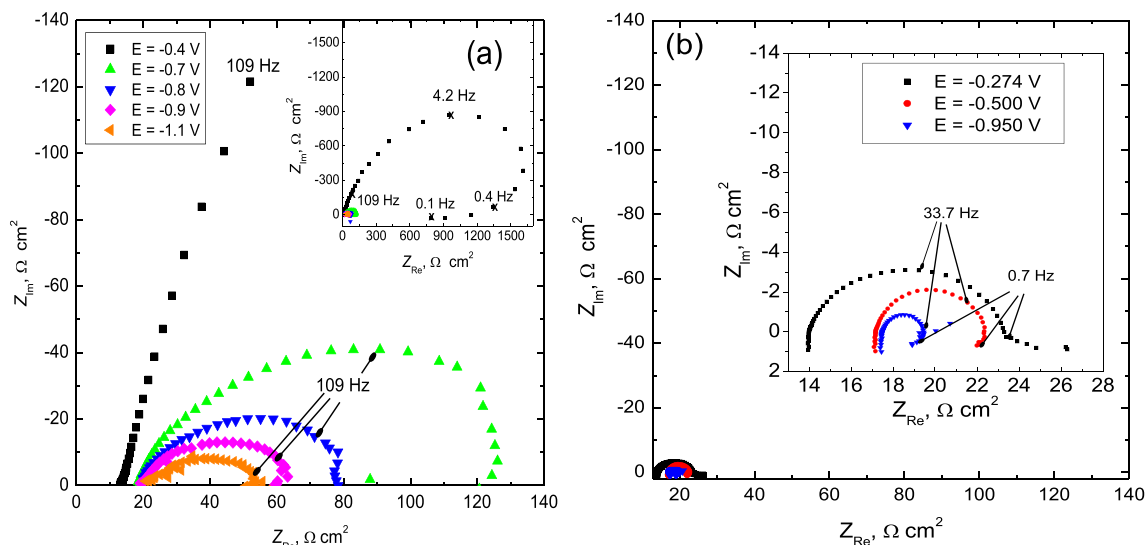 (a)
-140
-120
-100
-80
-60
-40
-20
0
Z_Im, Ω cm²
0 20 40 60 80 100 120 140
Z_Re, Ω cm²
E = -0.4 V
E = -0.7 V
E = -0.8 V
E = -0.9 V
E = -1.1 V
109 Hz
109 Hz
-1500
-1200
-900
-600
-300
0
Z_Im, Ω cm²
4.2 Hz
109 Hz
0.1 Hz
0.4 Hz
0 300 600 900 1200 1500
Z_Re, Ω cm²
(b)
-140
-120
-100
-80
-60
-40
-20
0
Z_Im, Ω cm²
20 40 60 80 100 120 140
Z_Re, Ω cm²
-14
-12
-10
-8
-6
-4
-2
0
2
Z_Im, Ω cm²
E = -0.274 V
E = -0.500 V
E = -0.950 V
33.7 Hz
0.7 Hz
14 16 18 20 22 24 26 28
Z_Re, Ω cm²